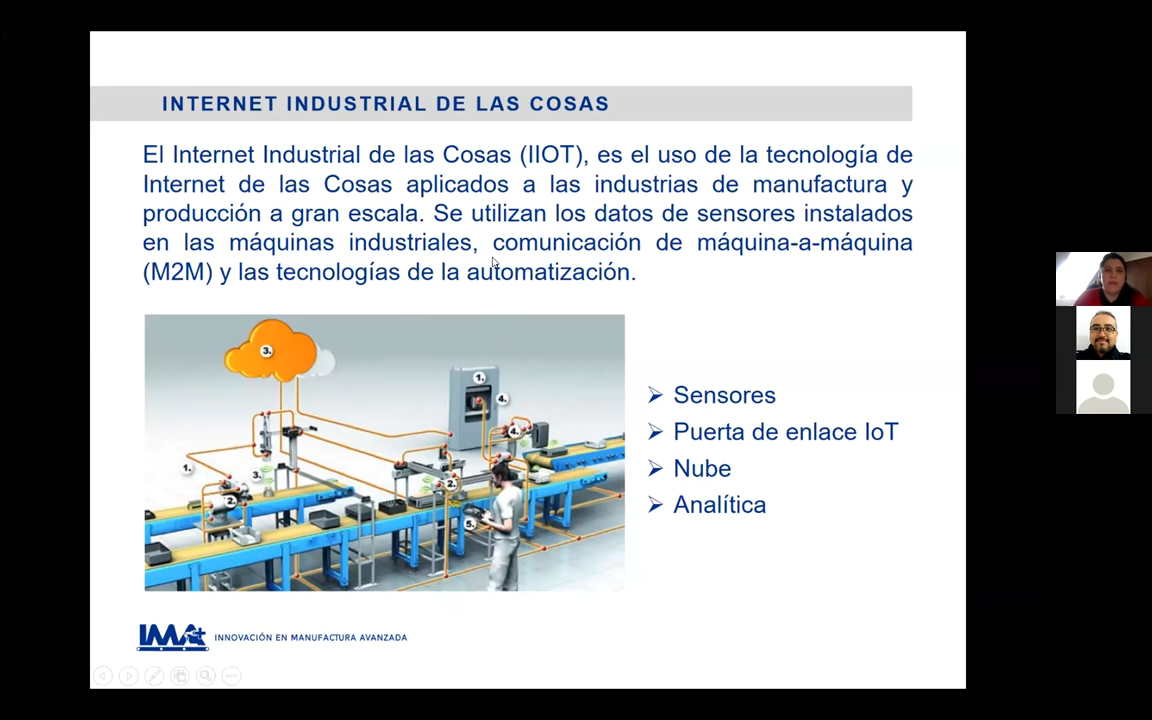 INTERNET INDUSTRIAL DE LAS COSAS
El Internet Industrial de las Cosas (IIOT), es el uso de la tecnología de
Internet de las Cosas aplicados a las industrias de manufactura y
producción a gran escala. Se utilizan los datos de sensores instalados
en las máquinas industriales, comunicación de máquina-a-máquina
(M2M) y las tecnologías de la automatización.
3.
1.
4.
4.
1.
3.
2.
2.
5.
Sensores
Puerta de enlace IoT
Nube
Analítica
IMA+ INNOVACIÓN EN MANUFACTURA AVANZADA